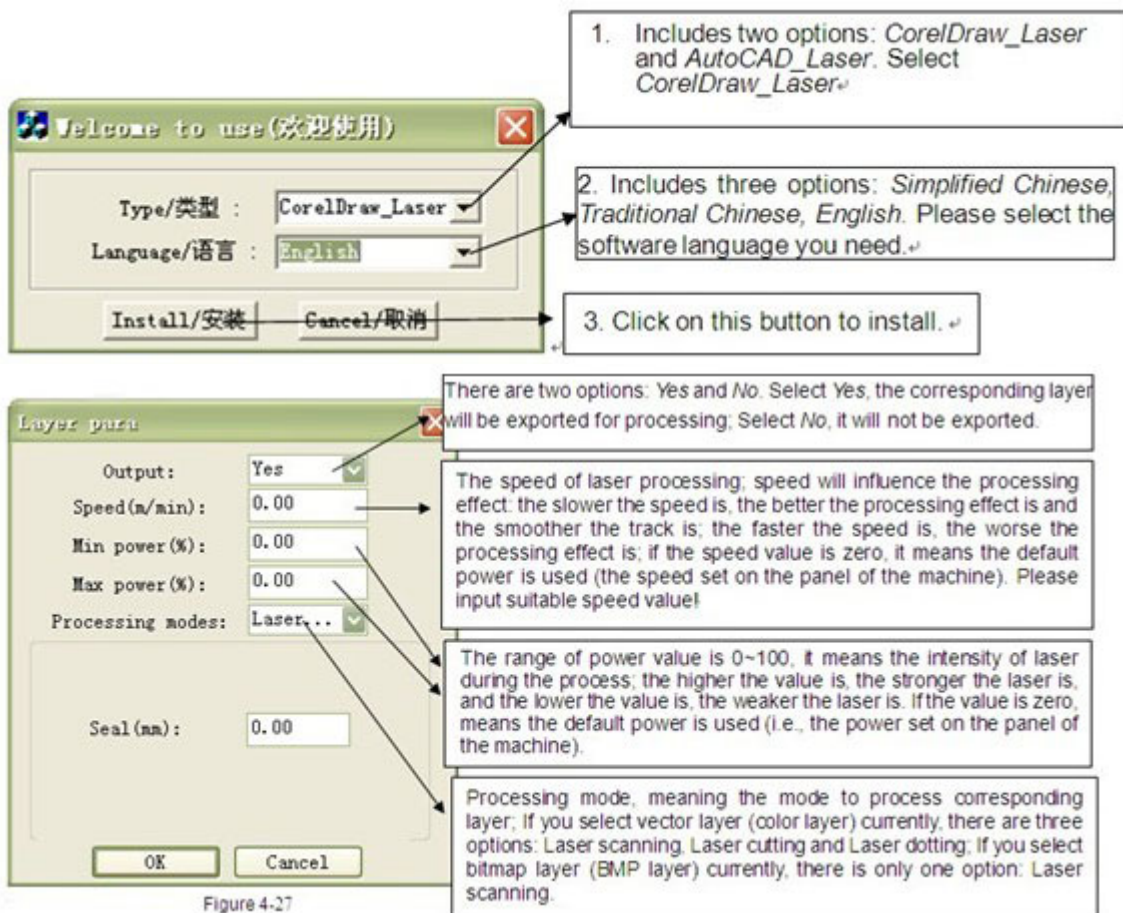 1. Includes two options: CorelDraw_Laser
and AutoCAD_Laser. Select
CorelDraw_Laser↵
Welcome to use(欢迎使用)
Type/类型 : CorelDraw_Laser
Language/语言 : English
Install/安装 Cancel/取消
2. Includes three options: Simplified Chinese,
Traditional Chinese, English. Please select the
software language you need.↵
3. Click on this button to install. ↵
Layer para
Output: Yes
Speed(m/min): 0.00
Min power(%): 0.00
Max power(%): 0.00
Processing modes: Laser...
Seal(mm): 0.00
OK Cancel
Figure 4-27
There are two options: Yes and No. Select Yes, the corresponding layer
will be exported for processing; Select No, it will not be exported.
The speed of laser processing; speed will influence the processing
effect: the slower the speed is, the better the processing effect is and
the smoother the track is; the faster the speed is, the worse the
processing effect is; if the speed value is zero, it means the default
power is used (the speed set on the panel of the machine). Please
input suitable speed value!
The range of power value is 0~100, it means the intensity of laser
during the process; the higher the value is, the stronger the laser is,
and the lower the value is, the weaker the laser is. If the value is zero,
means the default power is used (i.e., the power set on the panel of
the machine).
Processing mode, meaning the mode to process corresponding
layer; If you select vector layer (color layer) currently, there are three
options: Laser scanning, Laser cutting and Laser dotting; If you select
bitmap layer (BMP layer) currently, there is only one option: Laser
scanning.